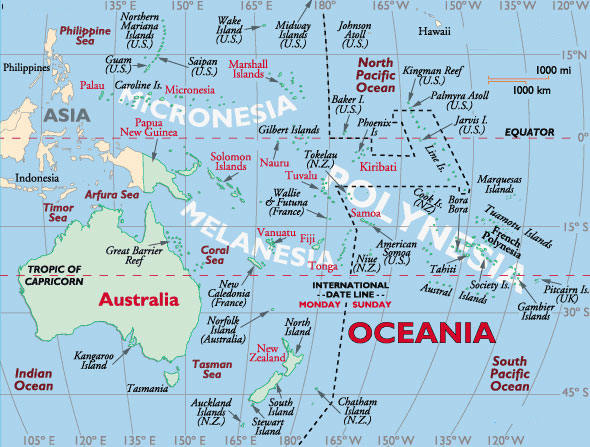 135°E
150°E
165°E
180°
165°W
150°W
135°W
120°W
Northern
Mariana
Islands
(U.S.)
Wake
Island
(U.S.)
Midway
Islands
(U.S.)
Johnson
Atoll
(U.S.)
Hawaii
Philippine
Sea
Guam
(U.S.)
Saipan
(U.S.)
Marshall
Islands
North
Pacific
Ocean
Kingman Reef
(U.S.)
15°N
1000 mi
1000 km
Philippines
Palau
Caroline Is.
Micronesia
MICRONESIA
Baker I.
(U.S.)
Palmyra Atoll
(U.S.)
ASIA
Papua
New Guinea
Gilbert Islands
Phoenix
Is
Jarvis I.
(U.S.)
EQUATOR
0°
Solomon
Islands
Nauru
Tokelau
(N.Z.)
Tuvalu
Kiribati
Line Is.
Marquesas
Islands
Indonesia
Arfura Sea
Timor
Sea
Wallie
& Futuna
(France)
POLYNESIA
Samoa
Cook Is.
(NZ)
Bora
Bora
Tuamotu Islands
MELANESIA
15°S
Great Barrier
Reef
Coral
Sea
Vanuatu
Fiji
Tonga
American
Samoa
(U.S.)
Niue
(N.Z.)
French
Polynesia
Tahiti
Society Is.
Austral Islands
Pitcairn Is.
(UK)
Gambier
Islands
TROPIC OF
CAPRICORN
New
Caledonia
(France)
INTERNATIONAL
--DATE LINE--
MONDAY SUNDAY
Australia
Norfolk
Island
(Australia)
North
Island
OCEANIA
30°S
Kangaroo
Island
Tasman
Sea
New
Zealand
Indian
Ocean
South
Pacific
Ocean
Tasmania
Auckland
Islands
(N.Z.)
South
Island
Stewart
Island
Chatham
Island
(N.Z.)
45°S
105°E
120°E
135°E
150°E
165°E
180°E
165°W
150°W
135°W
120°W
105°W
90°W